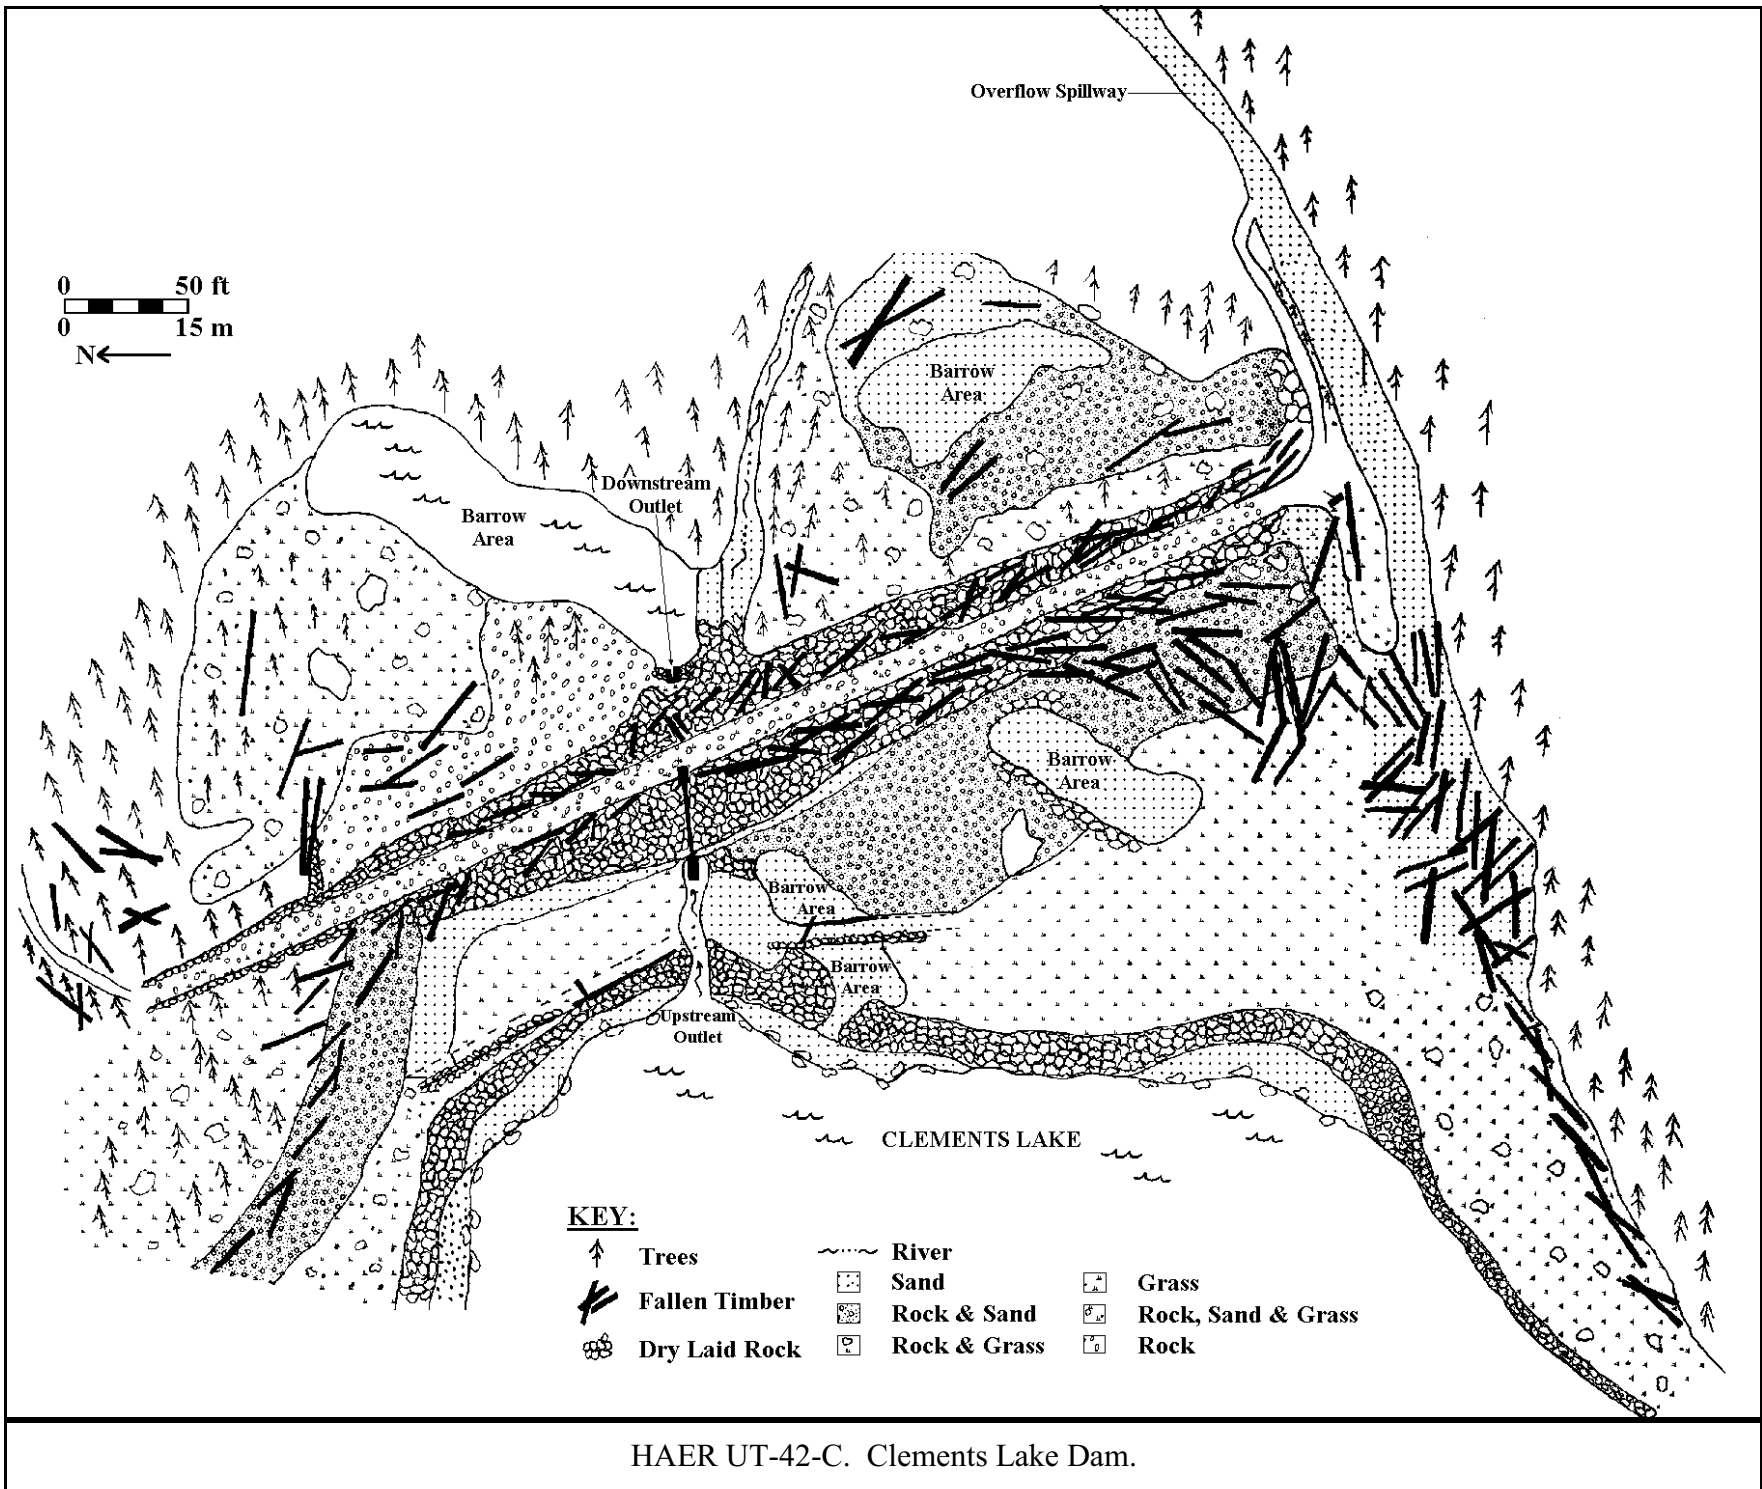 Overflow Spillway
0 50 ft
0 15 m
N
Barrow
Area
Downstream
Outlet
Barrow
Area
Barrow
Area
Barrow
Area
Barrow
Area
Upstream
Outlet
CLEMENTS LAKE
KEY:
Trees
Fallen Timber
Dry Laid Rock
River
Sand
Rock & Sand
Rock & Grass
Grass
Rock, Sand & Grass
Rock
HAER UT-42-C. Clements Lake Dam.